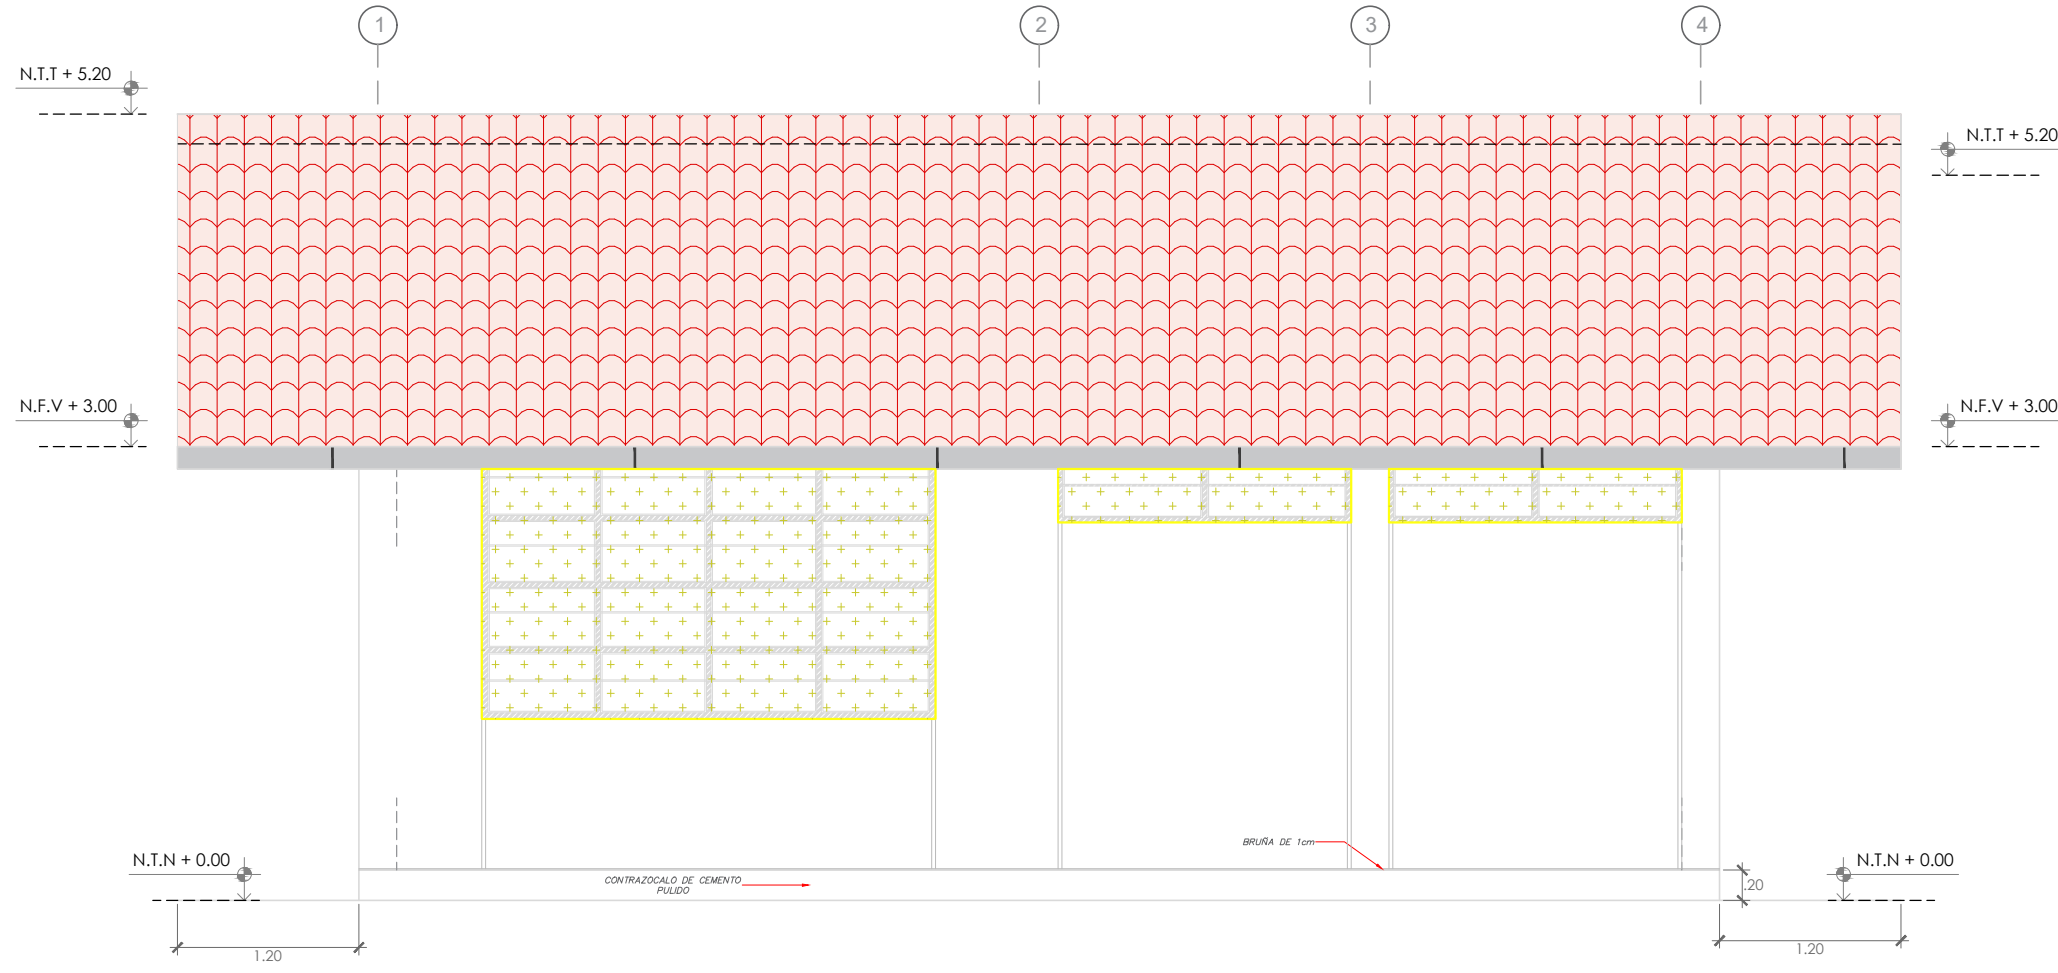 1
2
3
4
N.T.T + 5.20
N.T.T + 5.20
N.F.V + 3.00
N.F.V + 3.00
BRUÑA DE 1cm
N.T.N + 0.00
N.T.N + 0.00
CONTRAZOCALO DE CEMENTO
PULIDO
.20
1.20
1.20